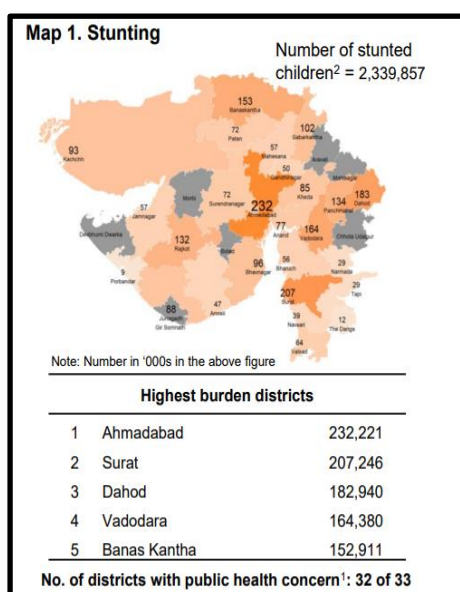 Map 1. Stunting
Number of stunted
children² = 2,339,857
153
Banaskantha
72
Patan
102
Sabarkantha
57
Mahesana
93
Kachchh
50
Gandhinagar
Aravali
Mahisagar
85
Kheda
134
Panchmahal
183
Dahod
57
Jamnagar
Morbi
72
Surendranagar
232
Ahmadabad
Devbhumi Dwarka
132
Rajkot
Botad
77
Anand
164
Vadodara
Chhota Udaipur
9
Porbandar
96
Bhavnagar
56
Bharuch
29
Narmada
88
Junagarh
Gir Somnath
47
Amreli
207
Surat
29
Tapi
39
Navsari
12
The Dangs
64
Valsad
Note: Number in '000s in the above figure
Highest burden districts
1 Ahmadabad 232,221
2 Surat 207,246
3 Dahod 182,940
4 Vadodara 164,380
5 Banas Kantha 152,911
No. of districts with public health concern¹: 32 of 33